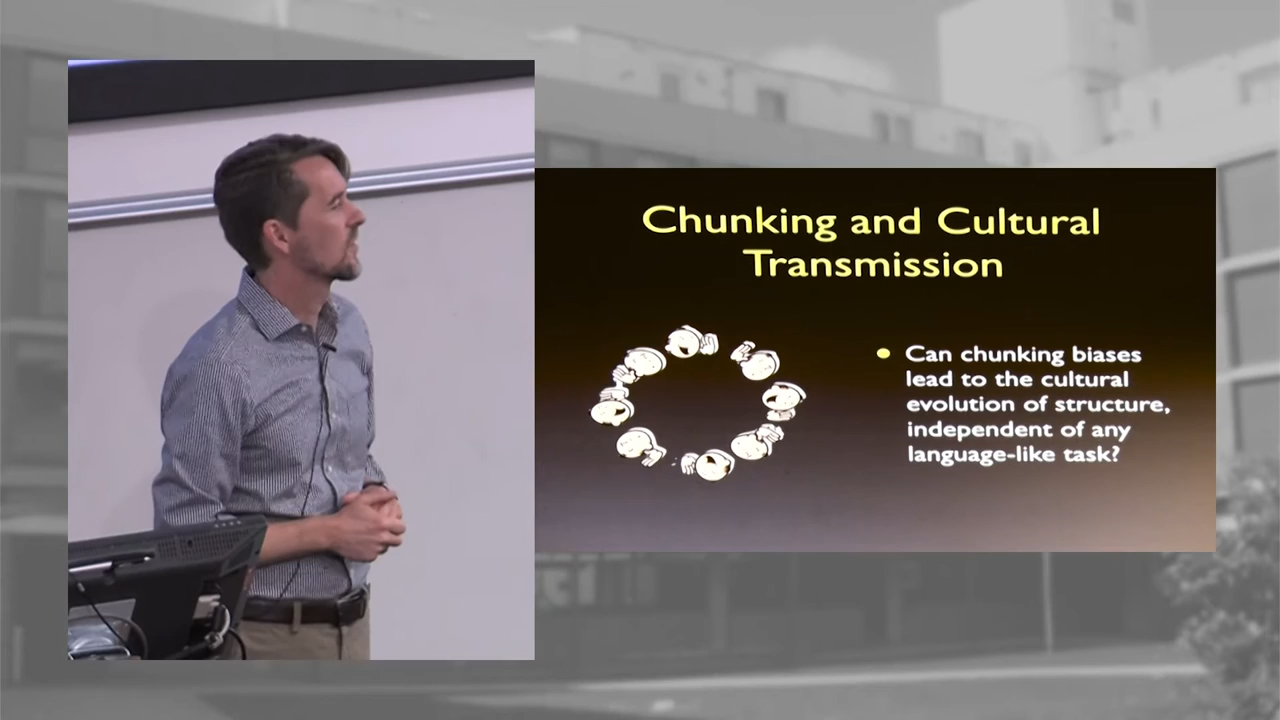 Chunking and Cultural
Transmission
Can chunking biases
lead to the cultural
evolution of structure,
independent of any
language-like task?